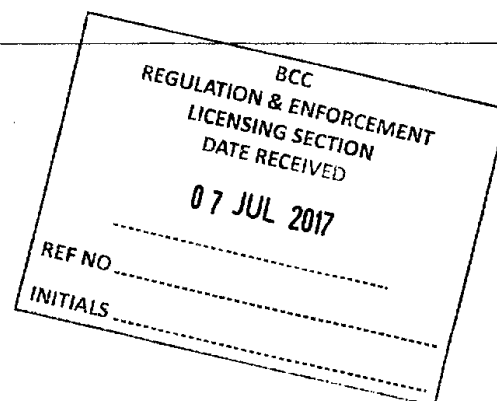 BCC
REGULATION & ENFORCEMENT
LICENSING SECTION
DATE RECEIVED
07 JUL 2017
REF NO
INITIALS